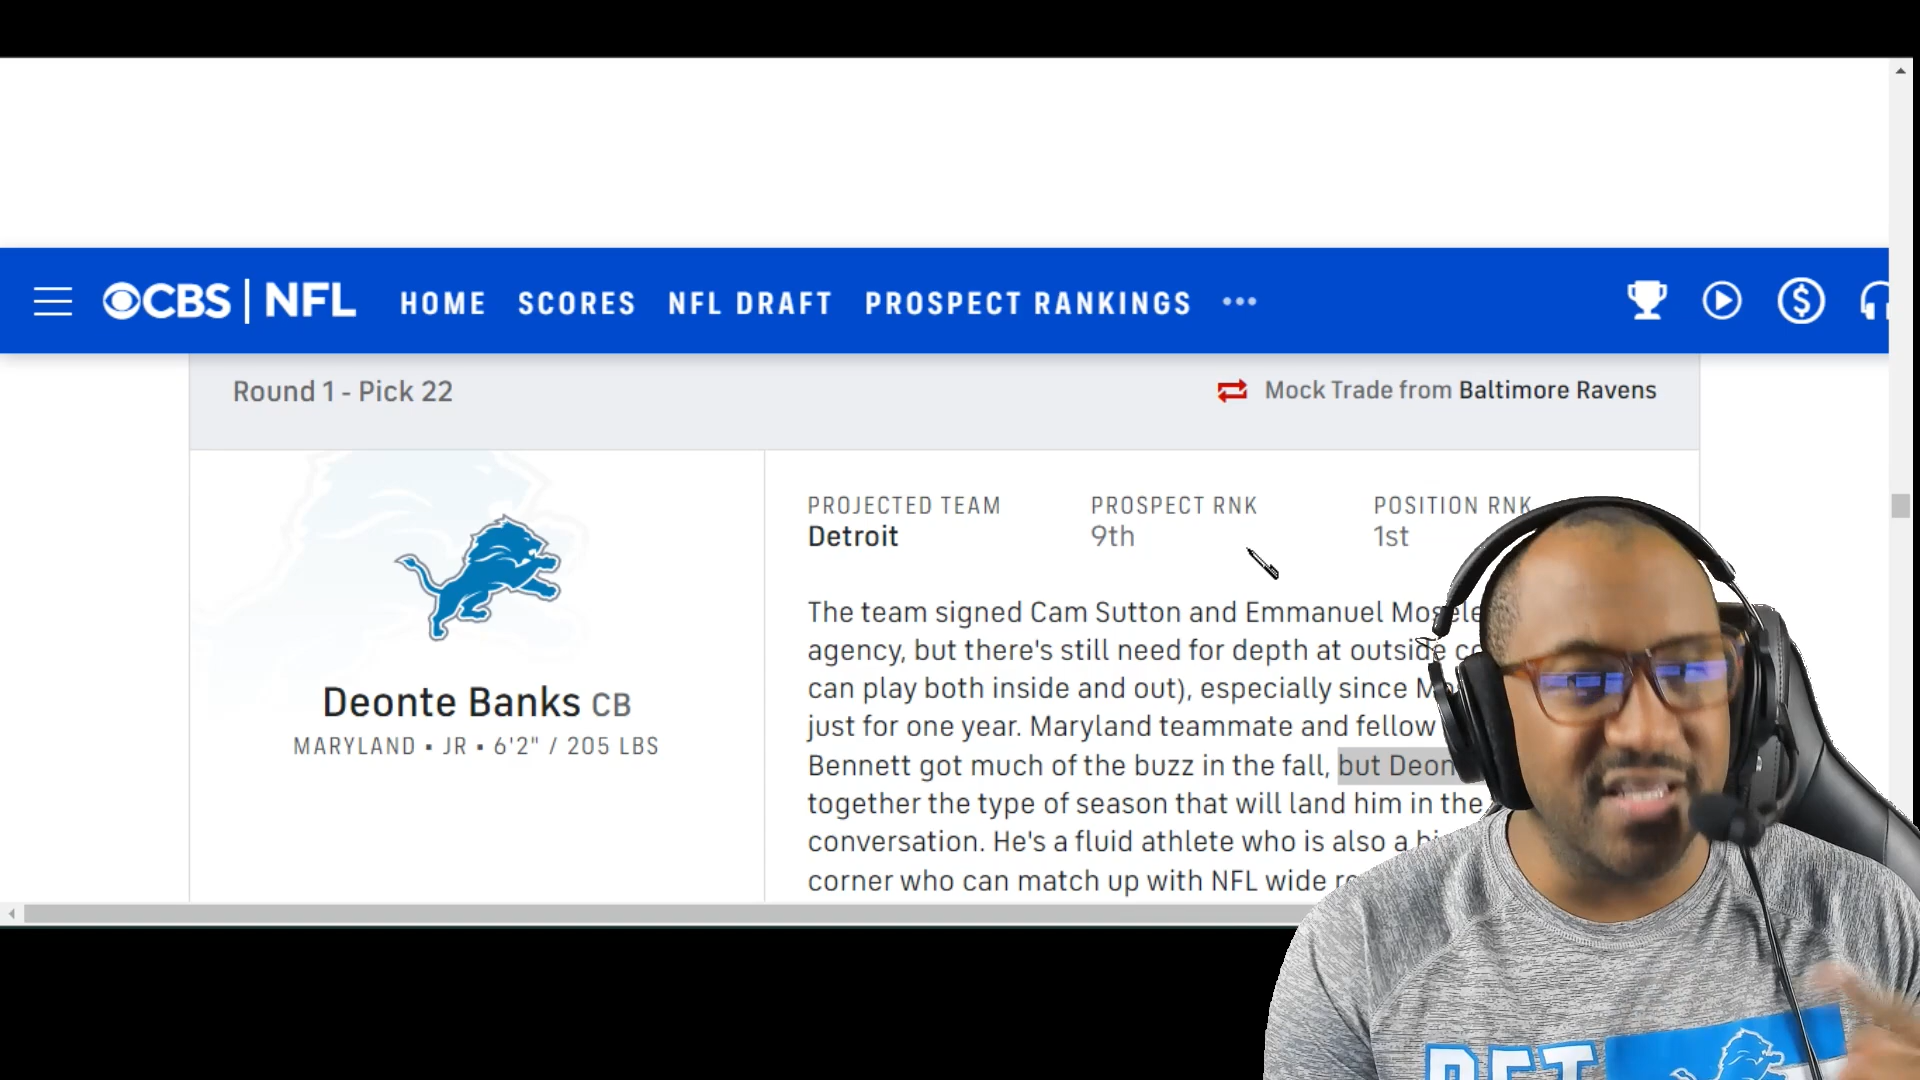 CBS | NFL HOME SCORES NFL DRAFT PROSPECT RANKINGS •••
Round 1 - Pick 22 Mock Trade from Baltimore Ravens
PROJECTED TEAM PROSPECT RNK POSITION RNK
Detroit 9th 1st
The team signed Cam Sutton and Emmanuel
agency, but there's still need for depth at outside
can play both inside and out), especially since
just for one year. Maryland teammate and fellow
Bennett got much of the buzz in the fall, but
together the type of season that will land him in the
conversation. He's a fluid athlete who is also a
corner who can match up with NFL wide
Deonte Banks CB
MARYLAND • JR • 6'2" / 205 LBS
DET